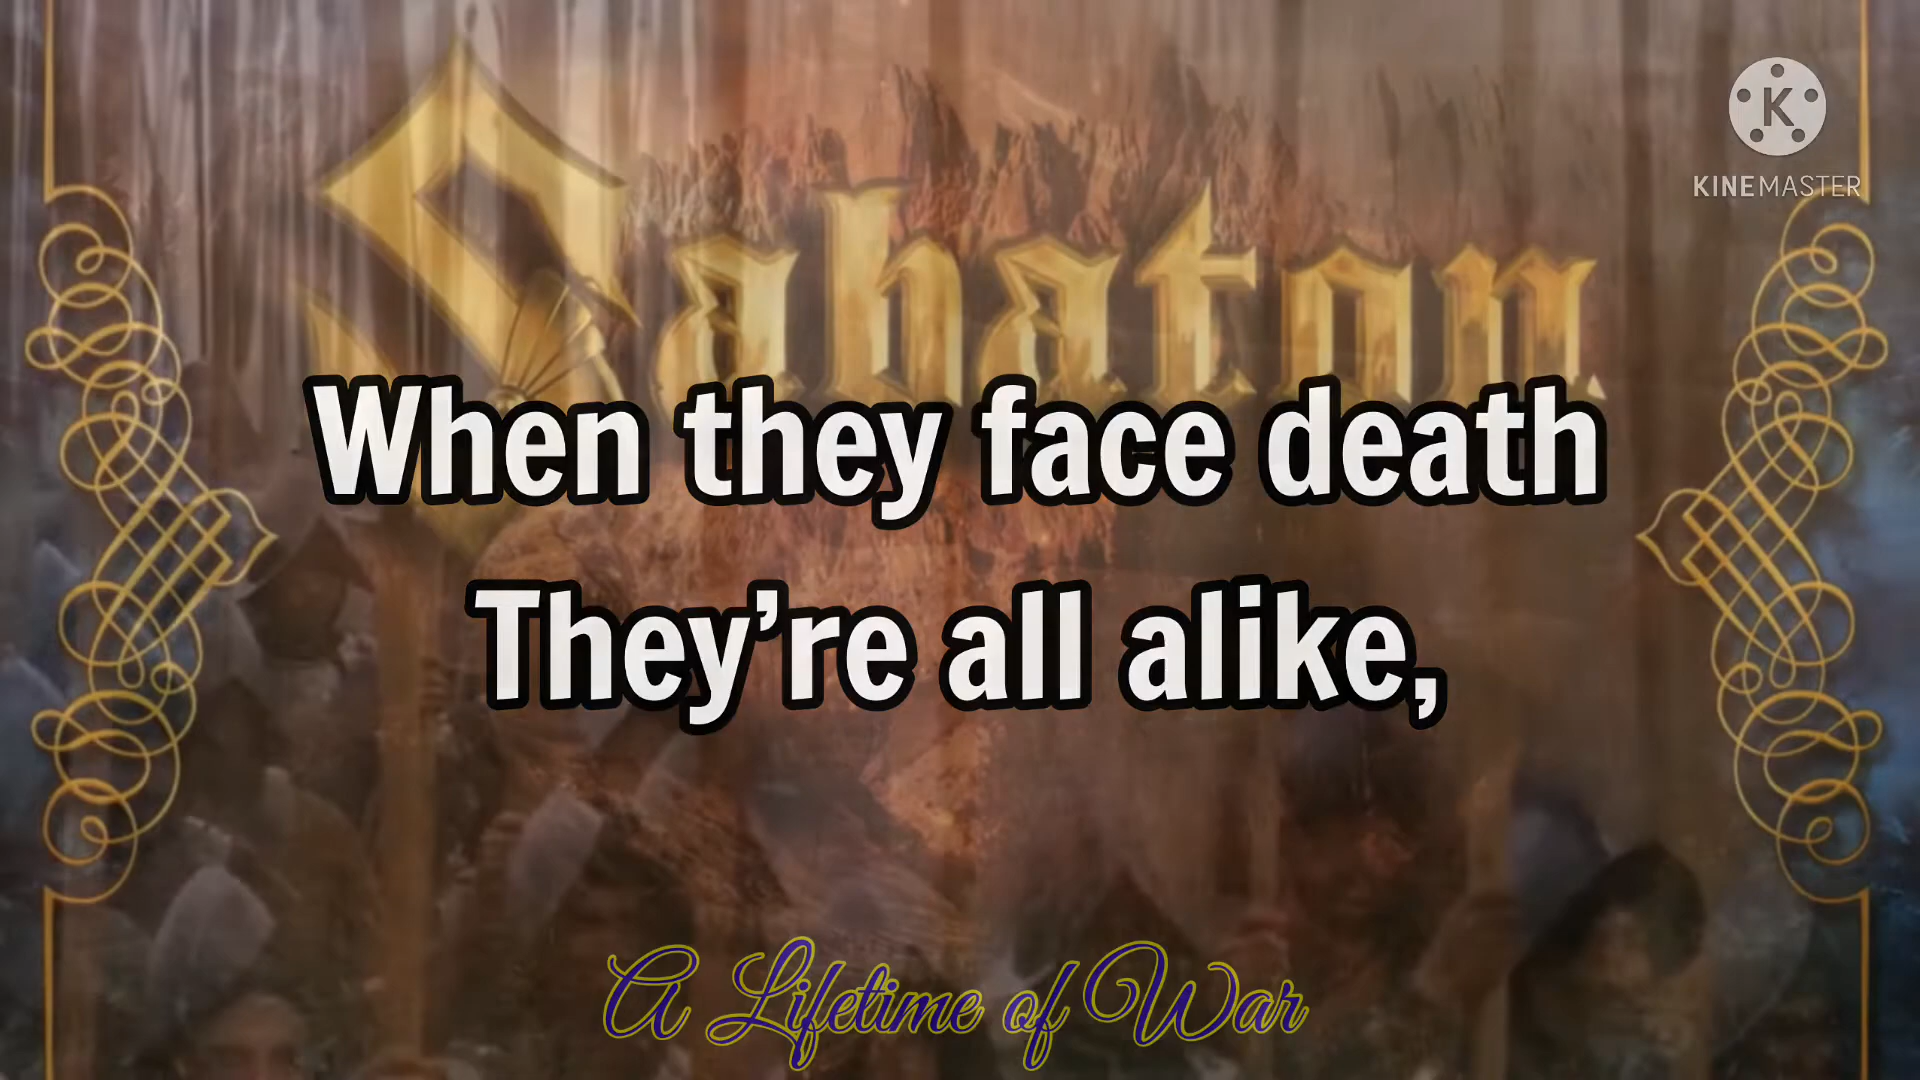 Sabaton
K
KINEMASTER
When they face death
They’re all alike,
A Lifetime of War